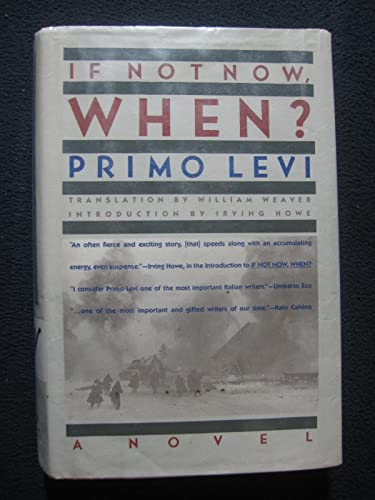 IF NOT NOW,
WHEN?
PRIMO LEVI
TRANSLATION BY WILLIAM WEAVER
INTRODUCTION BY IRVING HOWE
"An often fierce and exciting story, [that] speeds along with an accumulating
energy, even suspense."—Irving Howe, in the Introduction to IF NOT NOW, WHEN?
"I consider Primo Levi one of the most important Italian writers."—Umberto Eco
"...one of the most important and gifted writers of our time."—Italo Calvino
A NOVEL